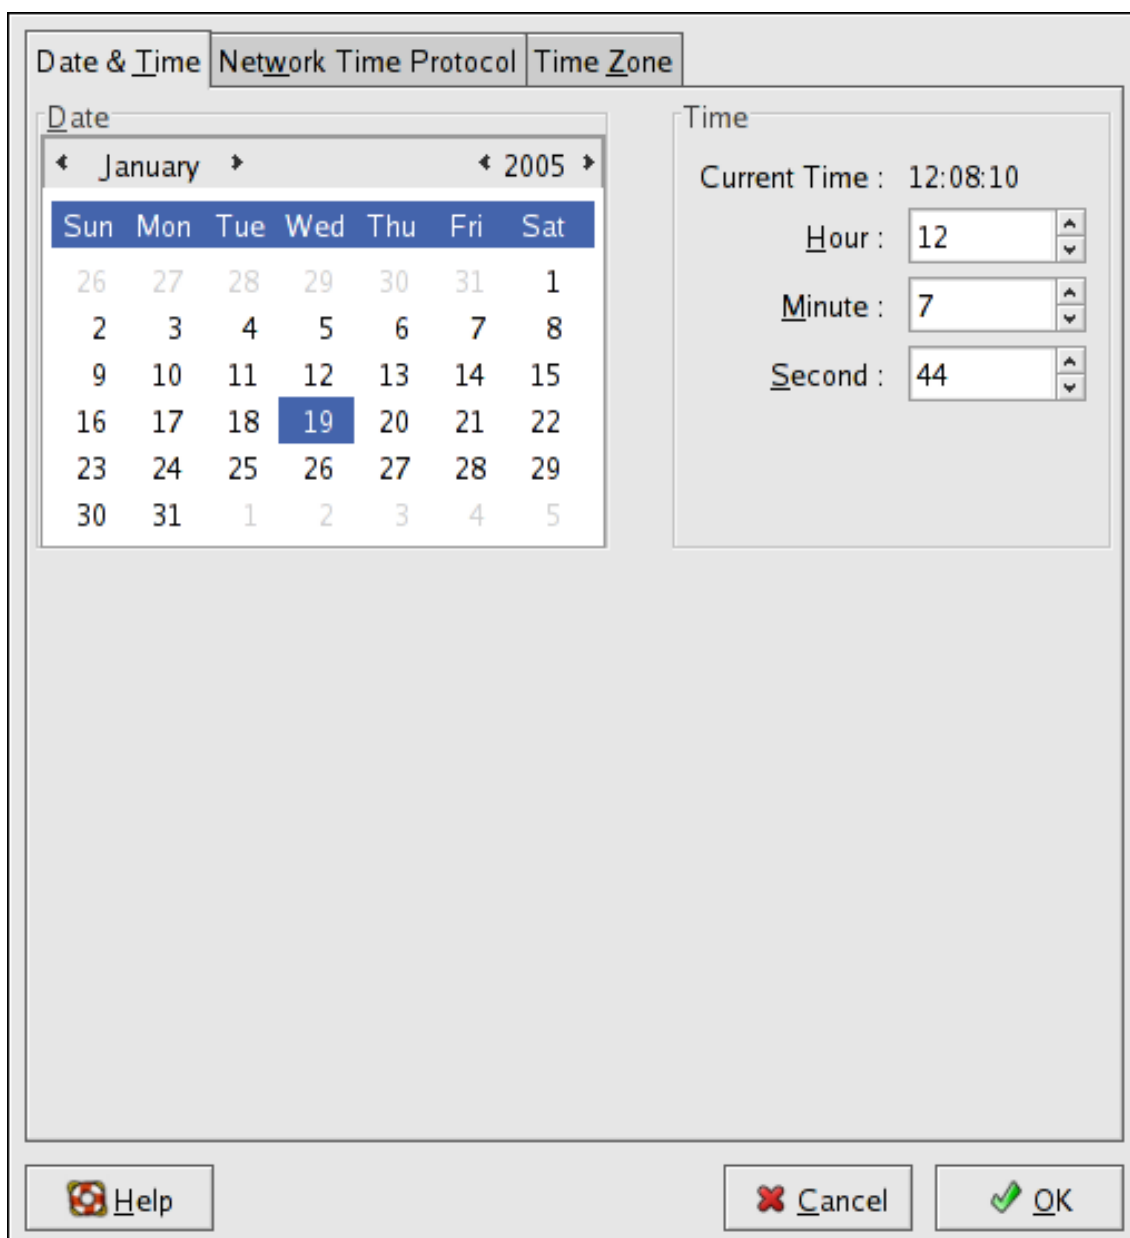 Date & Time Network Time Protocol Time Zone
Date
January 2005
Sun Mon Tue Wed Thu Fri Sat
26 27 28 29 30 31 1
2 3 4 5 6 7 8
9 10 11 12 13 14 15
16 17 18 19 20 21 22
23 24 25 26 27 28 29
30 31 1 2 3 4 5
Time
Current Time : 12:08:10
Hour : 12
Minute : 7
Second : 44
Help Cancel OK